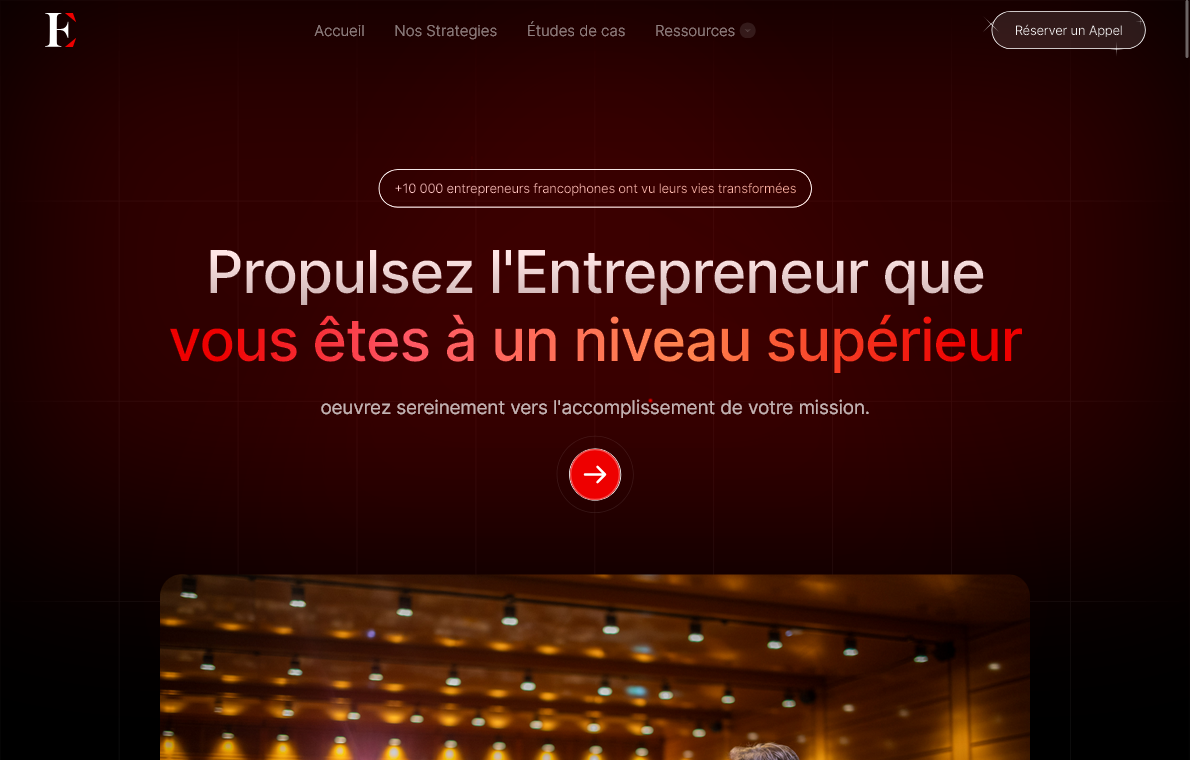 E
Accueil
Nos Strategies
Études de cas
Ressources
Réserver un Appel
+10 000 entrepreneurs francophones ont vu leurs vies transformées
Propulsez l'Entrepreneur que
vous êtes à un niveau supérieur
oeuvrez sereinement vers l'accomplissement de votre mission.